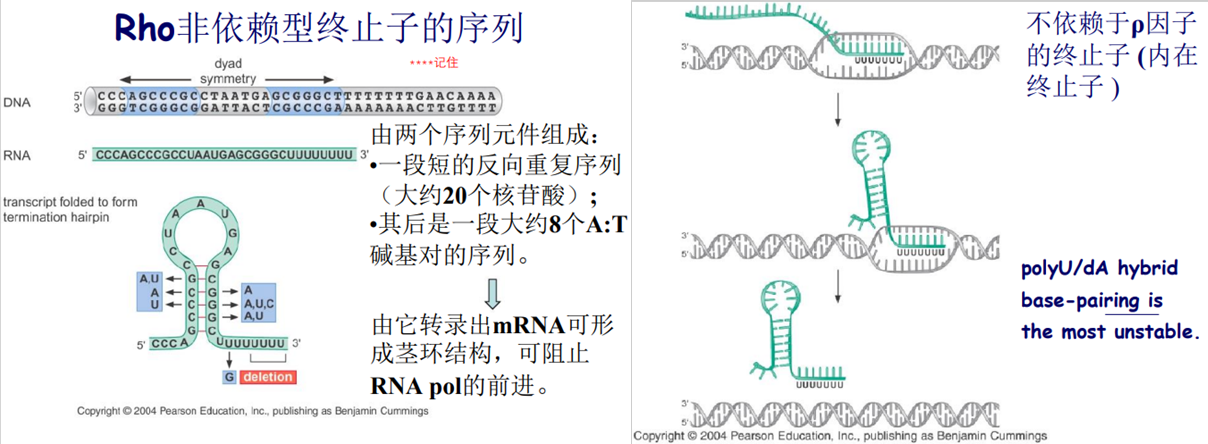 Rho非依赖型终止子的序列
dyad
symmetry
****记住
DNA
5' CCCAGCCCGCCTAATGAGCGGGCTTTTTTTTGAACAAAA
3' GGGTCGGGCGGATTACTCGCCCGAAAAAAAACTTGTTTT
RNA
5' CCCAGCCCGCCUAAUGAGCGGGCUUUUUUUU 3'
transcript folded to form
termination hairpin
A A U G A G C G G G C U
U C C G C C C G A
A,U
A
U
A
A,U,C
A,U
5' CCCA
UUUUUUUU 3'
G deletion
由两个序列元件组成：
•一段短的反向重复序列
（大约20个核苷酸）；
•其后是一段大约8个A:T
碱基对的序列。
由它转录出mRNA可形
成茎环结构，可阻止
RNA pol的前进。
Copyright © 2004 Pearson Education, Inc., publishing as Benjamin Cummings
不依赖于ρ因子
的终止子 (内在
终止子 )
3'
5'
UUUUUUU
3'
5'
UUUUUUU
UUUUUUU
3'
5'
polyU/dA hybrid
base-pairing is
the most unstable.
Copyright © 2004 Pearson Education, Inc., publishing as Benjamin Cummings